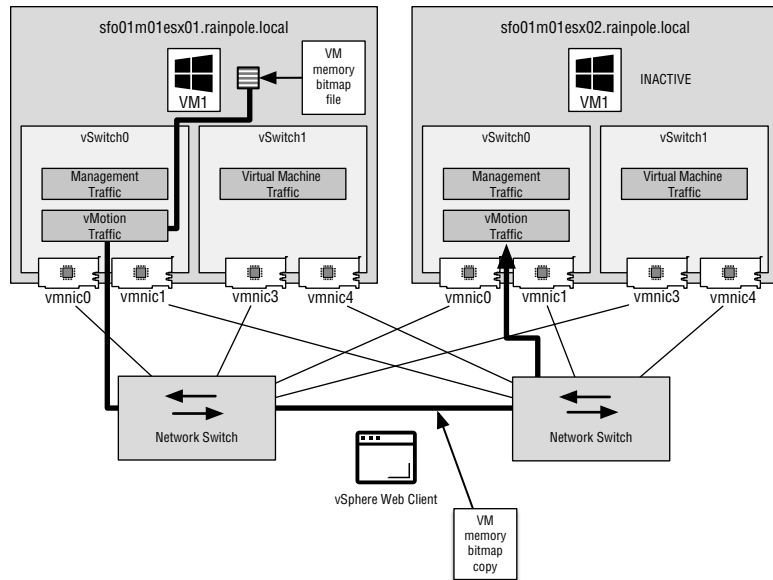 sfo01m01esx01.rainpole.local
VM1
VM
memory
bitmap
file
vSwitch0
Management
Traffic
vMotion
Traffic
vSwitch1
Virtual Machine
Traffic
vmnic0
vmnic1
vmnic3
vmnic4
sfo01m01esx02.rainpole.local
VM1
INACTIVE
vSwitch0
Management
Traffic
vMotion
Traffic
vSwitch1
Virtual Machine
Traffic
vmnic0
vmnic1
vmnic3
vmnic4
Network Switch
Network Switch
vSphere Web Client
VM
memory
bitmap
copy